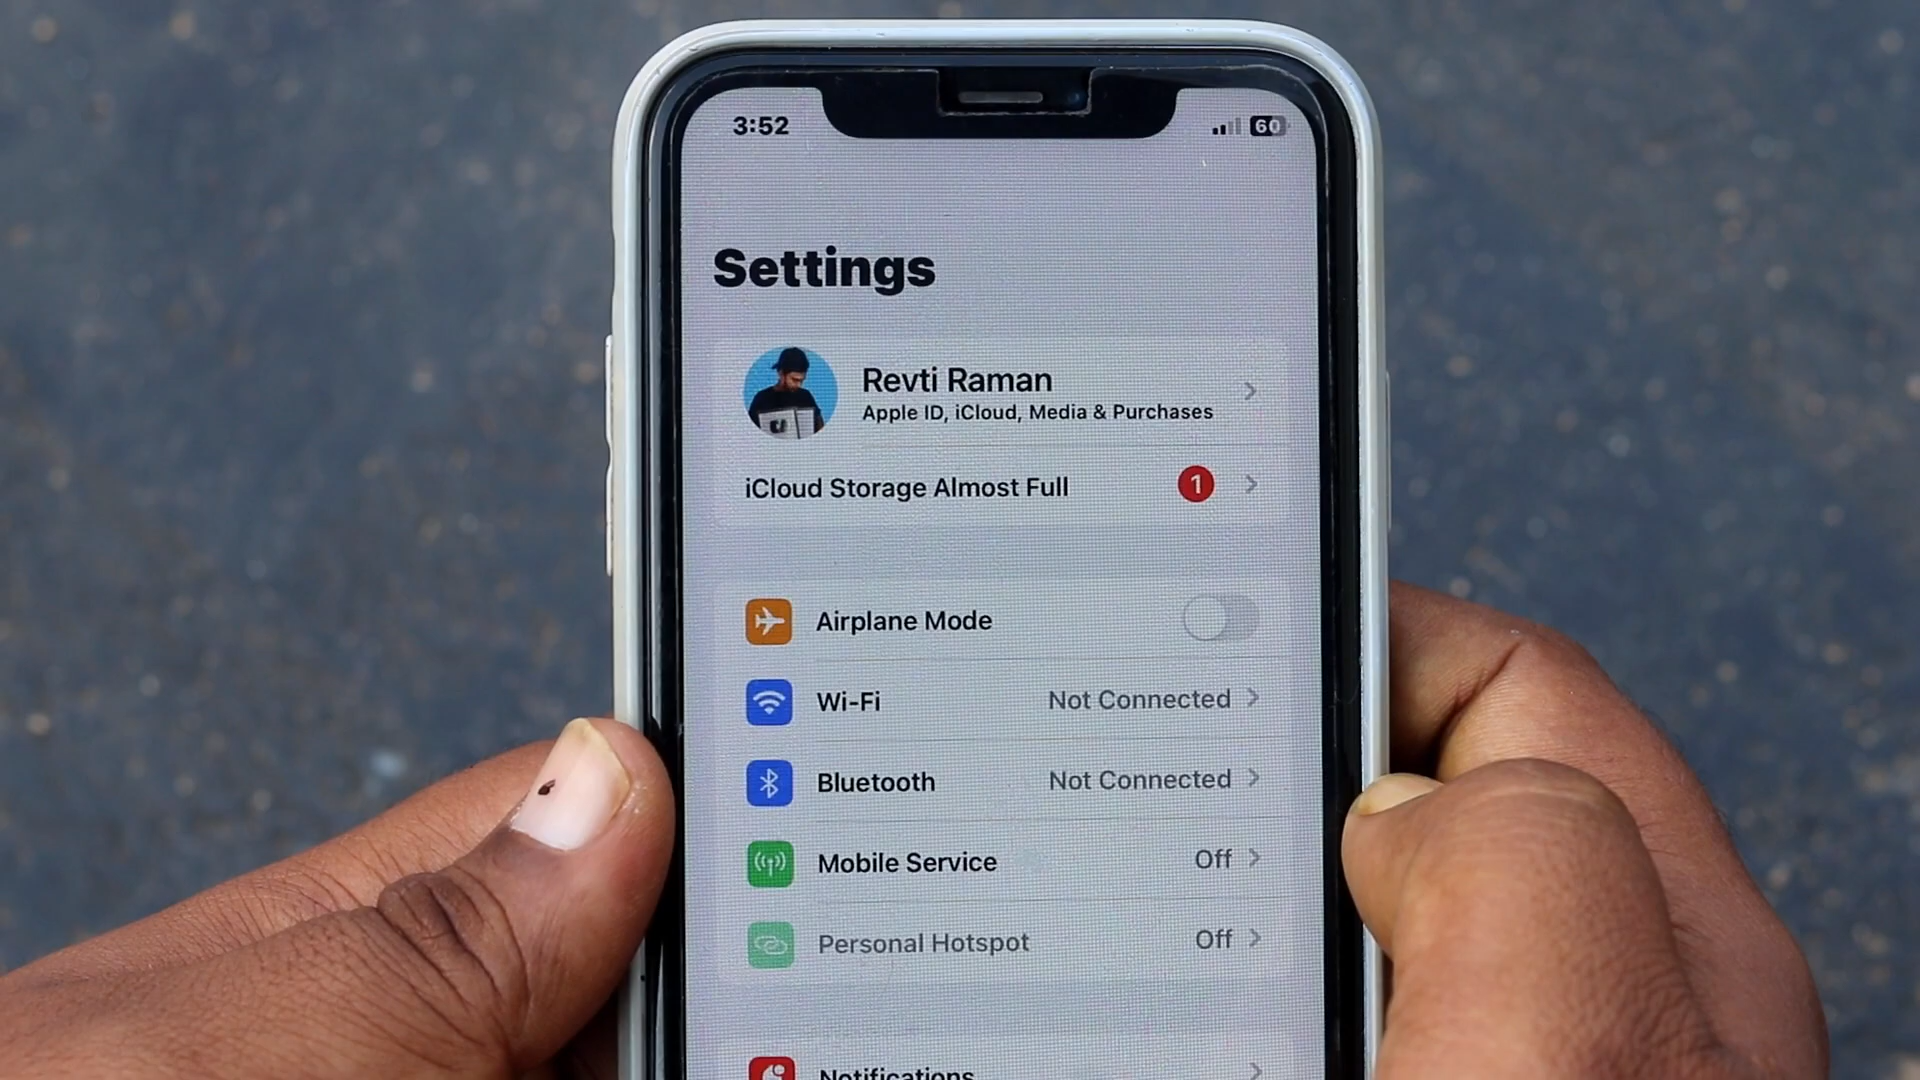 3:52
60
Settings
Revti Raman
Apple ID, iCloud, Media & Purchases
iCloud Storage Almost Full
1
Airplane Mode
Wi-Fi
Not Connected
Bluetooth
Not Connected
Mobile Service
Off
Personal Hotspot
Off
Notifications